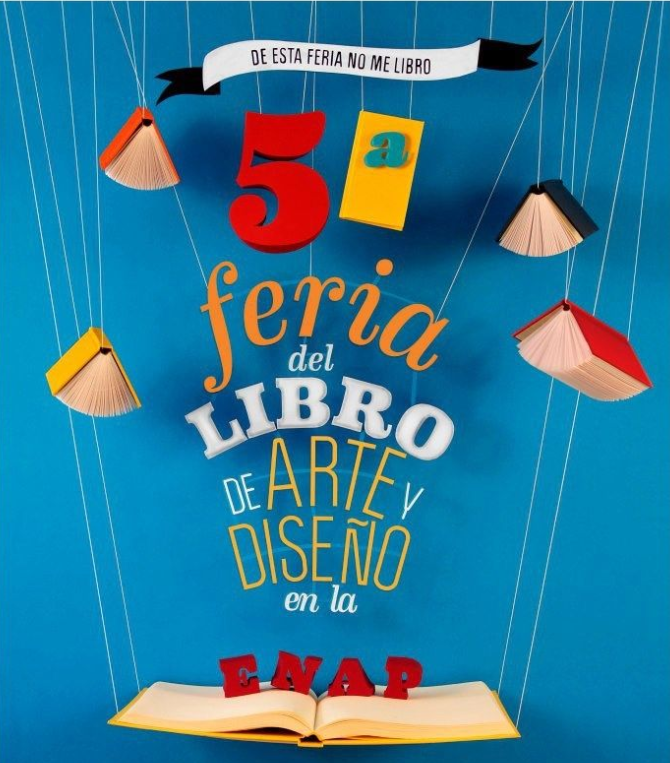 DE ESTA FERIA NO ME LIBRO
5a
feria
del
LIBRO
DE ARTE Y
DISEÑO
en la
ENAP